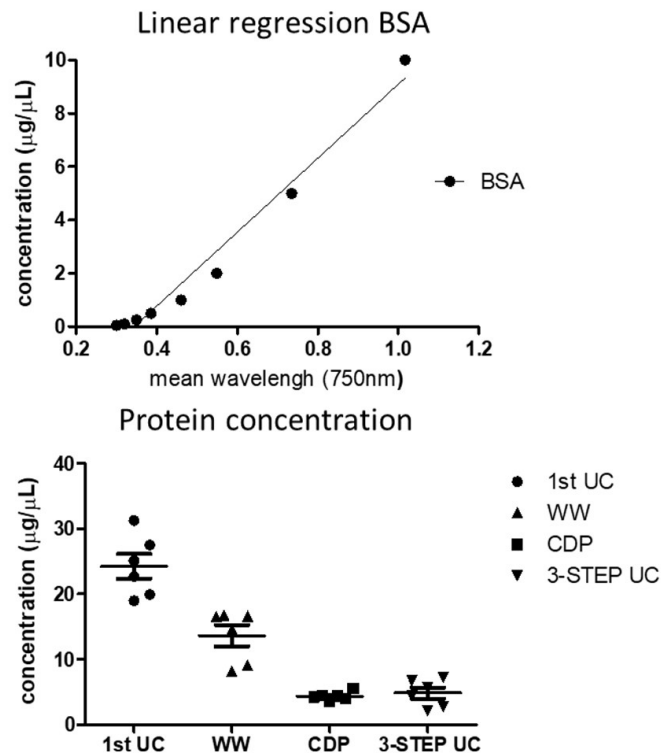 Linear regression BSA
10
8
6
4
2
0
concentration (µg/µL)
BSA
0.2 0.4 0.6 0.8 1.0 1.2
mean wavelengh (750nm)
Protein concentration
40
30
20
10
0
concentration (µg/µL)
1st UC
WW
CDP
3-STEP UC
1st UC WW CDP 3-STEP UC